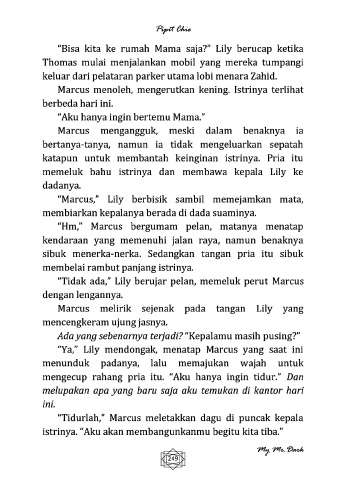 Pipit Chie
“Bisa kita ke rumah Mama saja?” Lily berucap ketika
Thomas mulai menjalankan mobil yang mereka tumpangi
keluar dari pelataran parker utama lobi menara Zahid.
Marcus menoleh, mengerutkan kening. Istrinya terlihat
berbeda hari ini.
“Aku hanya ingin bertemu Mama.”
Marcus mengangguk, meski dalam benaknya ia
bertanya-tanya, namun ia tidak mengeluarkan sepatah
katapun untuk membantah keinginan istrinya. Pria itu
memeluk bahu istrinya dan membawa kepala Lily ke
dadanya.
“Marcus,” Lily berbisik sambil memejamkan mata,
membiarkan kepalanya berada di dada suaminya.
“Hm,” Marcus bergumam pelan, matanya menatap
kendaraan yang memenuhi jalan raya, namun benaknya
sibuk menerka-nerka. Sedangkan tangan pria itu sibuk
membelai rambut panjang istrinya.
“Tidak ada,” Lily berujar pelan, memeluk perut Marcus
dengan lengannya.
Marcus melirik sejenak pada tangan Lily yang
mencengkeram ujung jasnya.
Ada yang sebenarnya terjadi? “Kepalamu masih pusing?”
“Ya,” Lily mendongak, menatap Marcus yang saat ini
menunduk padanya, lalu memajukan wajah untuk
mengecup rahang pria itu. “Aku hanya ingin tidur.” Dan
melupakan apa yang baru saja aku temukan di kantor hari
ini.
“Tidurlah,” Marcus meletakkan dagu di puncak kepala
istrinya. “Aku akan membangunkanmu begitu kita tiba.”
My Mr. Dark
249